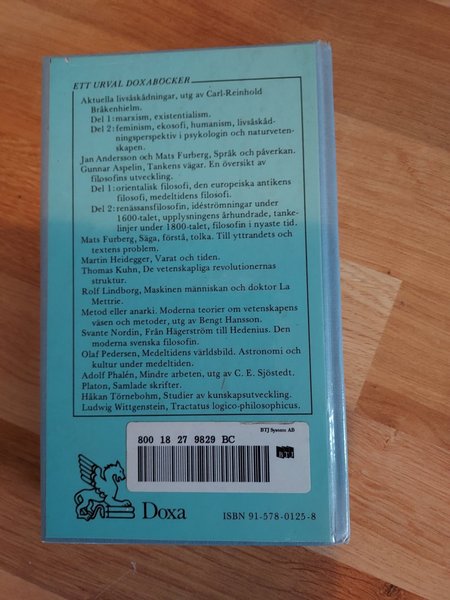 ETT URVAL DOXABÖCKER
Aktuella livsåskådningar, utg av Carl-Reinhold
Bråkenhielm.
Del 1: marxism, existentialism.
Del 2: feminism, ekosofi, humanism, livsåskåd-
ningsperspektiv i psykologin och naturveten-
skapen.
Jan Andersson och Mats Furberg, Språk och påverkan.
Gunnar Aspelin, Tankens vägar. En översikt av
filosofins utveckling.
Del 1: orientalisk filosofi, den europeiska antikens
filosofi, medeltidens filosofi.
Del 2: renässansfilosofin, idéströmningar under
1600-talet, upplysningens århundrade, tanke-
linjer under 1800-talet, filosofin i nyaste tid.
Mats Furberg, Säga, förstå, tolka. Till yttrandets och
textens problem.
Martin Heidegger, Varat och tiden.
Thomas Kuhn, De vetenskapliga revolutionernas
struktur.
Rolf Lindborg, Maskinen människan och doktor La
Mettrie.
Metod eller anarki. Moderna teorier om vetenskapens
väsen och metoder, utg av Bengt Hansson.
Svante Nordin, Från Hägerström till Hedenius. Den
moderna svenska filosofin.
Olaf Pedersen, Medeltidens världsbild. Astronomi och
kultur under medeltiden.
Adolf Phalén, Mindre arbeten, utg av C. E. Sjöstedt.
Platon, Samlade skrifter.
Håkan Törnebohm, Studier av kunskapsutveckling.
Ludwig Wittgenstein, Tractatus logico-philosophicus.
BTJ System AB
800 18 27 9829 BC
BTJ
Doxa
ISBN 91-578-0125-8